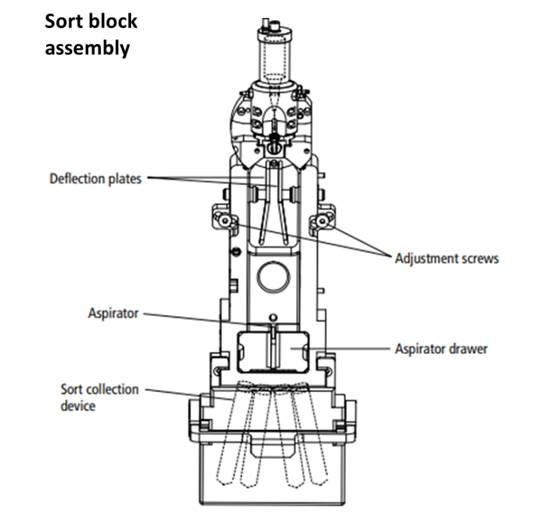 Sort block
assembly
Deflection plates
Adjustment screws
Aspirator
Aspirator drawer
Sort collection
device